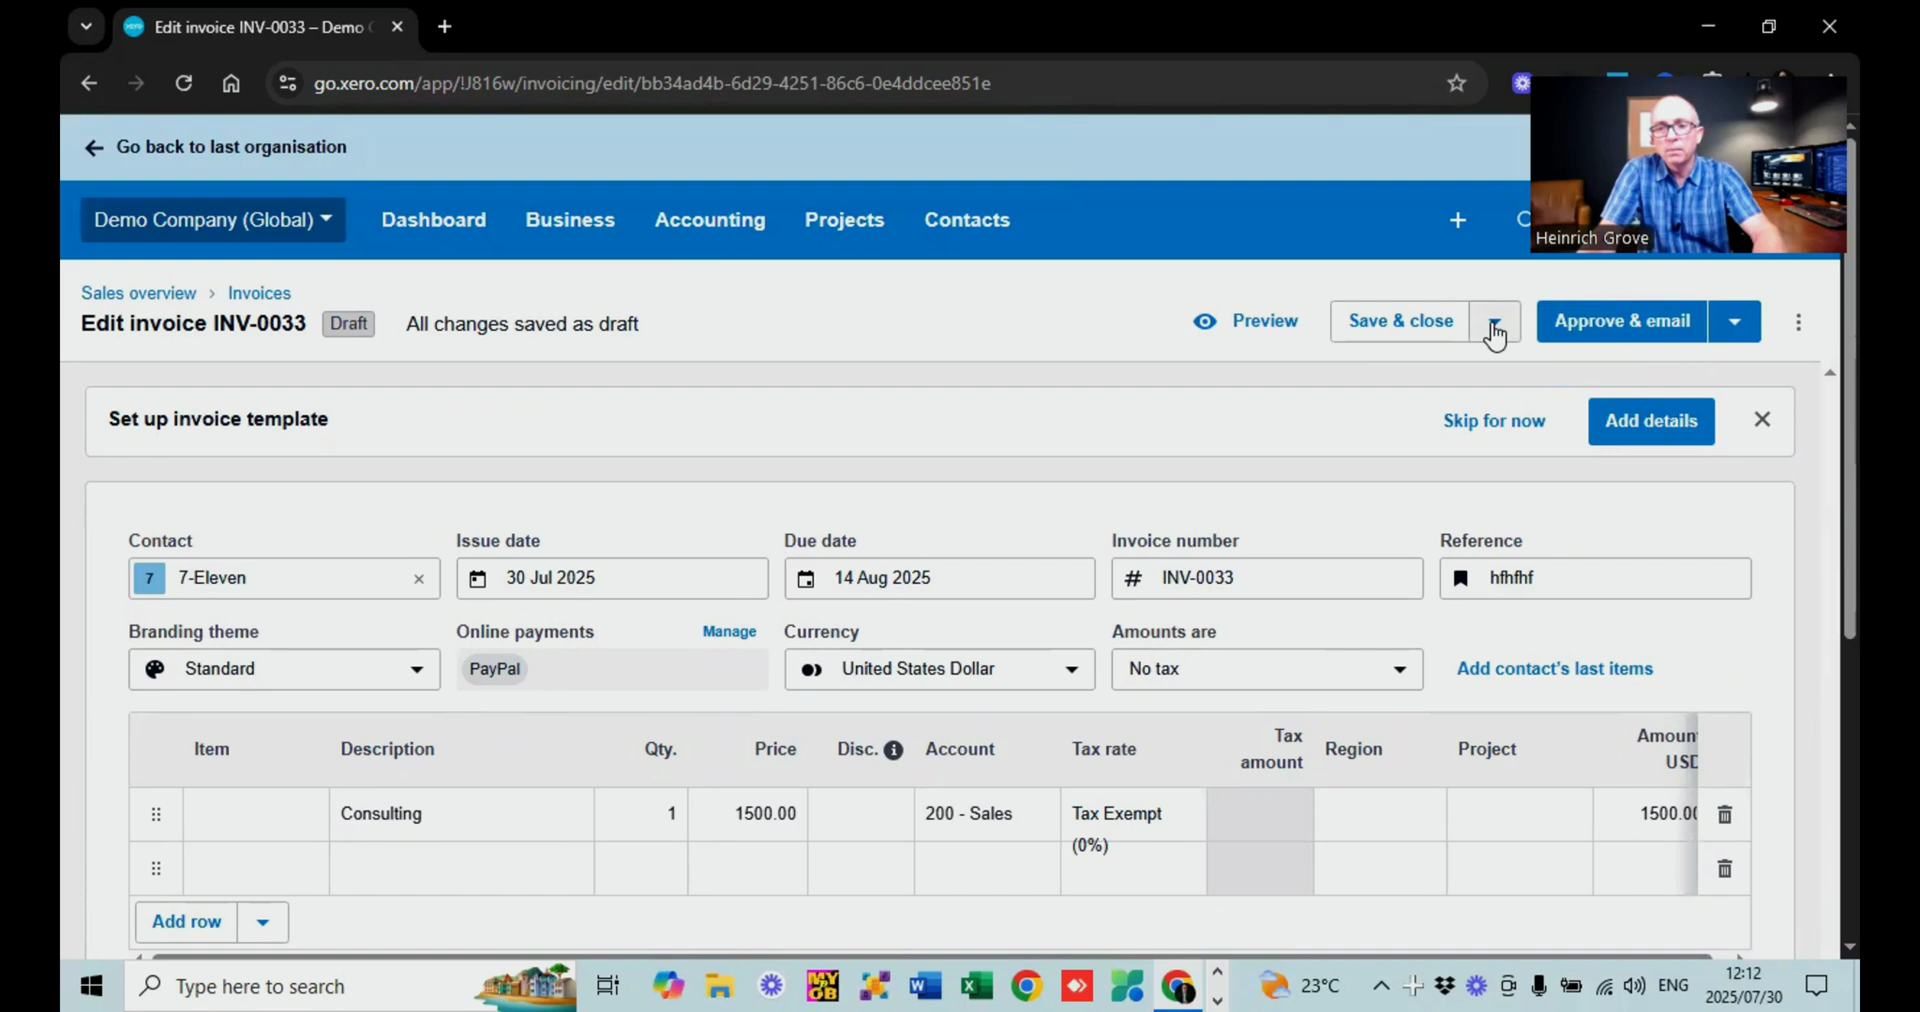 Edit invoice INV-0033 – Demo
go.xero.com/app/!J816w/invoicing/edit/bb34ad4b-6d29-4251-86c6-0e4ddcee851e
Go back to last organisation
Demo Company (Global) Dashboard Business Accounting Projects Contacts
Heinrich Grove
Sales overview › Invoices
Edit invoice INV-0033 Draft All changes saved as draft Preview Save & close Approve & email
Set up invoice template Skip for now Add details
Contact Issue date Due date Invoice number Reference
7 7-Eleven 30 Jul 2025 14 Aug 2025 # INV-0033 hfhfhf
Branding theme Online payments Manage Currency Amounts are
Standard PayPal United States Dollar No tax Add contact's last items
Item Description Qty. Price Disc. Account Tax rate Tax amount Region Project Amoun USD
Consulting 1 1500.00 200 - Sales Tax Exempt 1500.00
(0%)
Add row
Type here to search MY GB 23°C ENG 12:12
2025/07/30